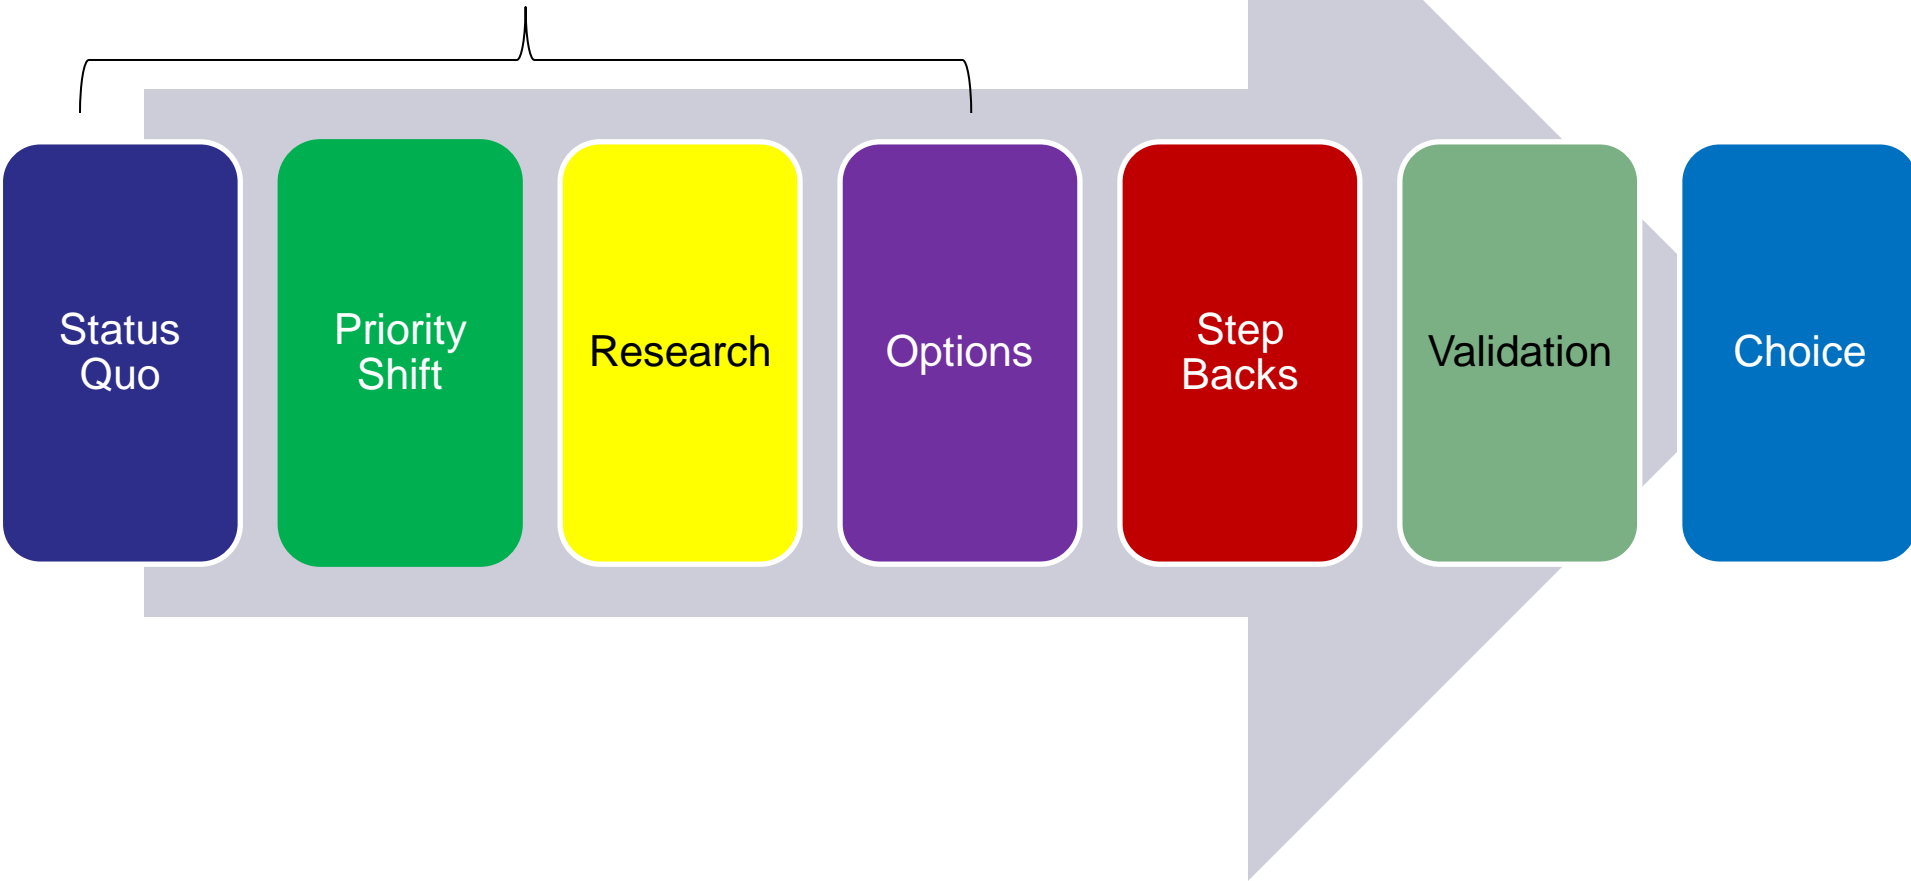 Status
Quo
Priority
Shift
Research
Options
Step
Backs
Validation
Choice